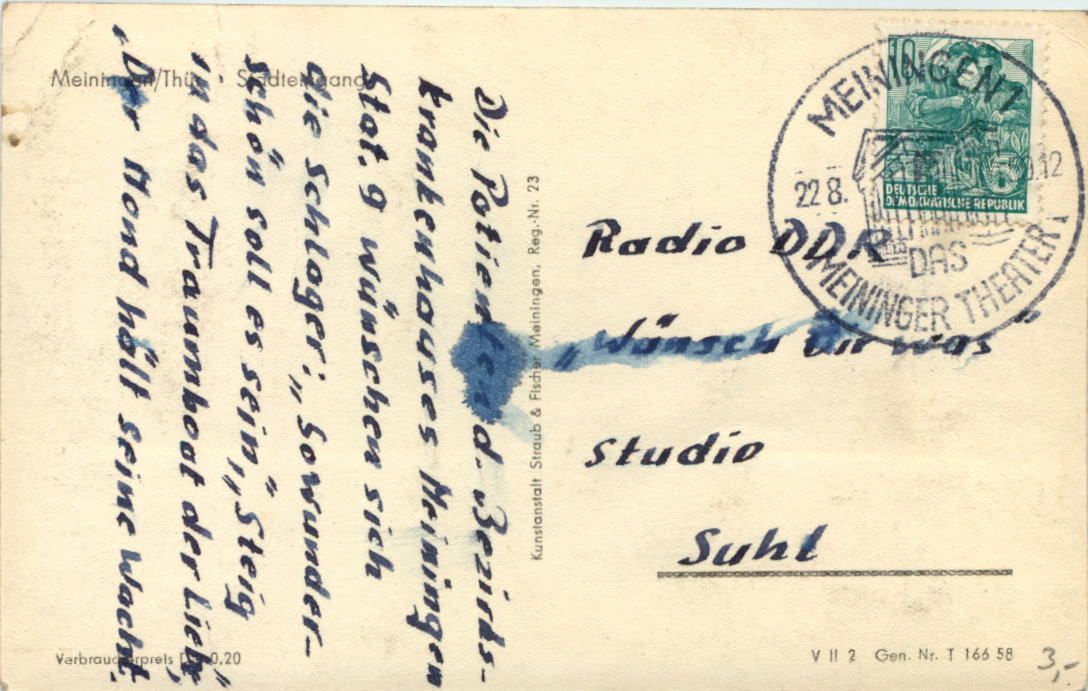 Meiningen/Thür. Stadteingang
Die Patienten d. Bezirks-
krankenhauses Meiningen
Stat. 9 wünschen sich
die Schlager: „So wunder-
schön soll es sein", „Steig
in das Traumboot der Liebe",
„Der Mond hält seine Wacht.
Kunstanstalt Straub & Fischer Meiningen, Reg.-Nr. 23
10
DEUTSCHE
DEMOKRATISCHE REPUBLIK
MEININGEN 1
22.8.
12
DAS
MEININGER THEATER
Radio DDR
„Wünsch dir was"
Studio
Suhl
Verbraucherpreis 0,20
V II 2 Gen. Nr. T 166 58
3,-